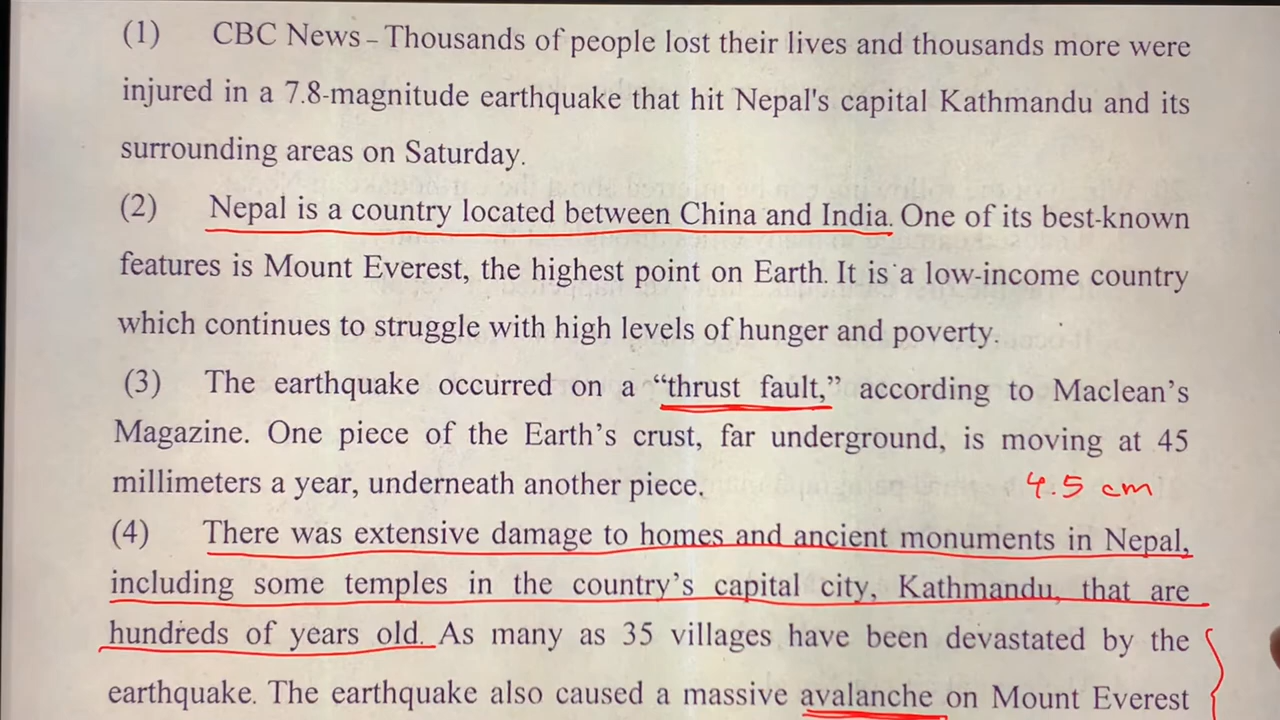 (1) CBC News – Thousands of people lost their lives and thousands more were
injured in a 7.8-magnitude earthquake that hit Nepal's capital Kathmandu and its
surrounding areas on Saturday.
(2) Nepal is a country located between China and India. One of its best-known
features is Mount Everest, the highest point on Earth. It is a low-income country
which continues to struggle with high levels of hunger and poverty.
(3) The earthquake occurred on a “thrust fault,” according to Maclean’s
Magazine. One piece of the Earth’s crust, far underground, is moving at 45
millimeters a year, underneath another piece.
4.5 cm
(4) There was extensive damage to homes and ancient monuments in Nepal,
including some temples in the country’s capital city, Kathmandu, that are
hundreds of years old. As many as 35 villages have been devastated by the
earthquake. The earthquake also caused a massive avalanche on Mount Everest